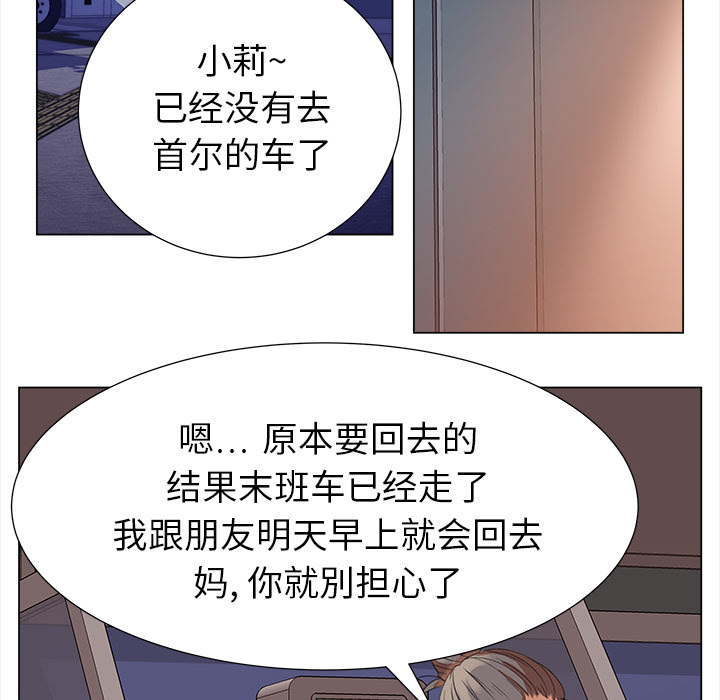 小莉~
已经没有去
首尔的车了
嗯... 原本要回去的
结果末班车已经走了
我跟朋友明天早上就会回去
妈, 你就別担心了